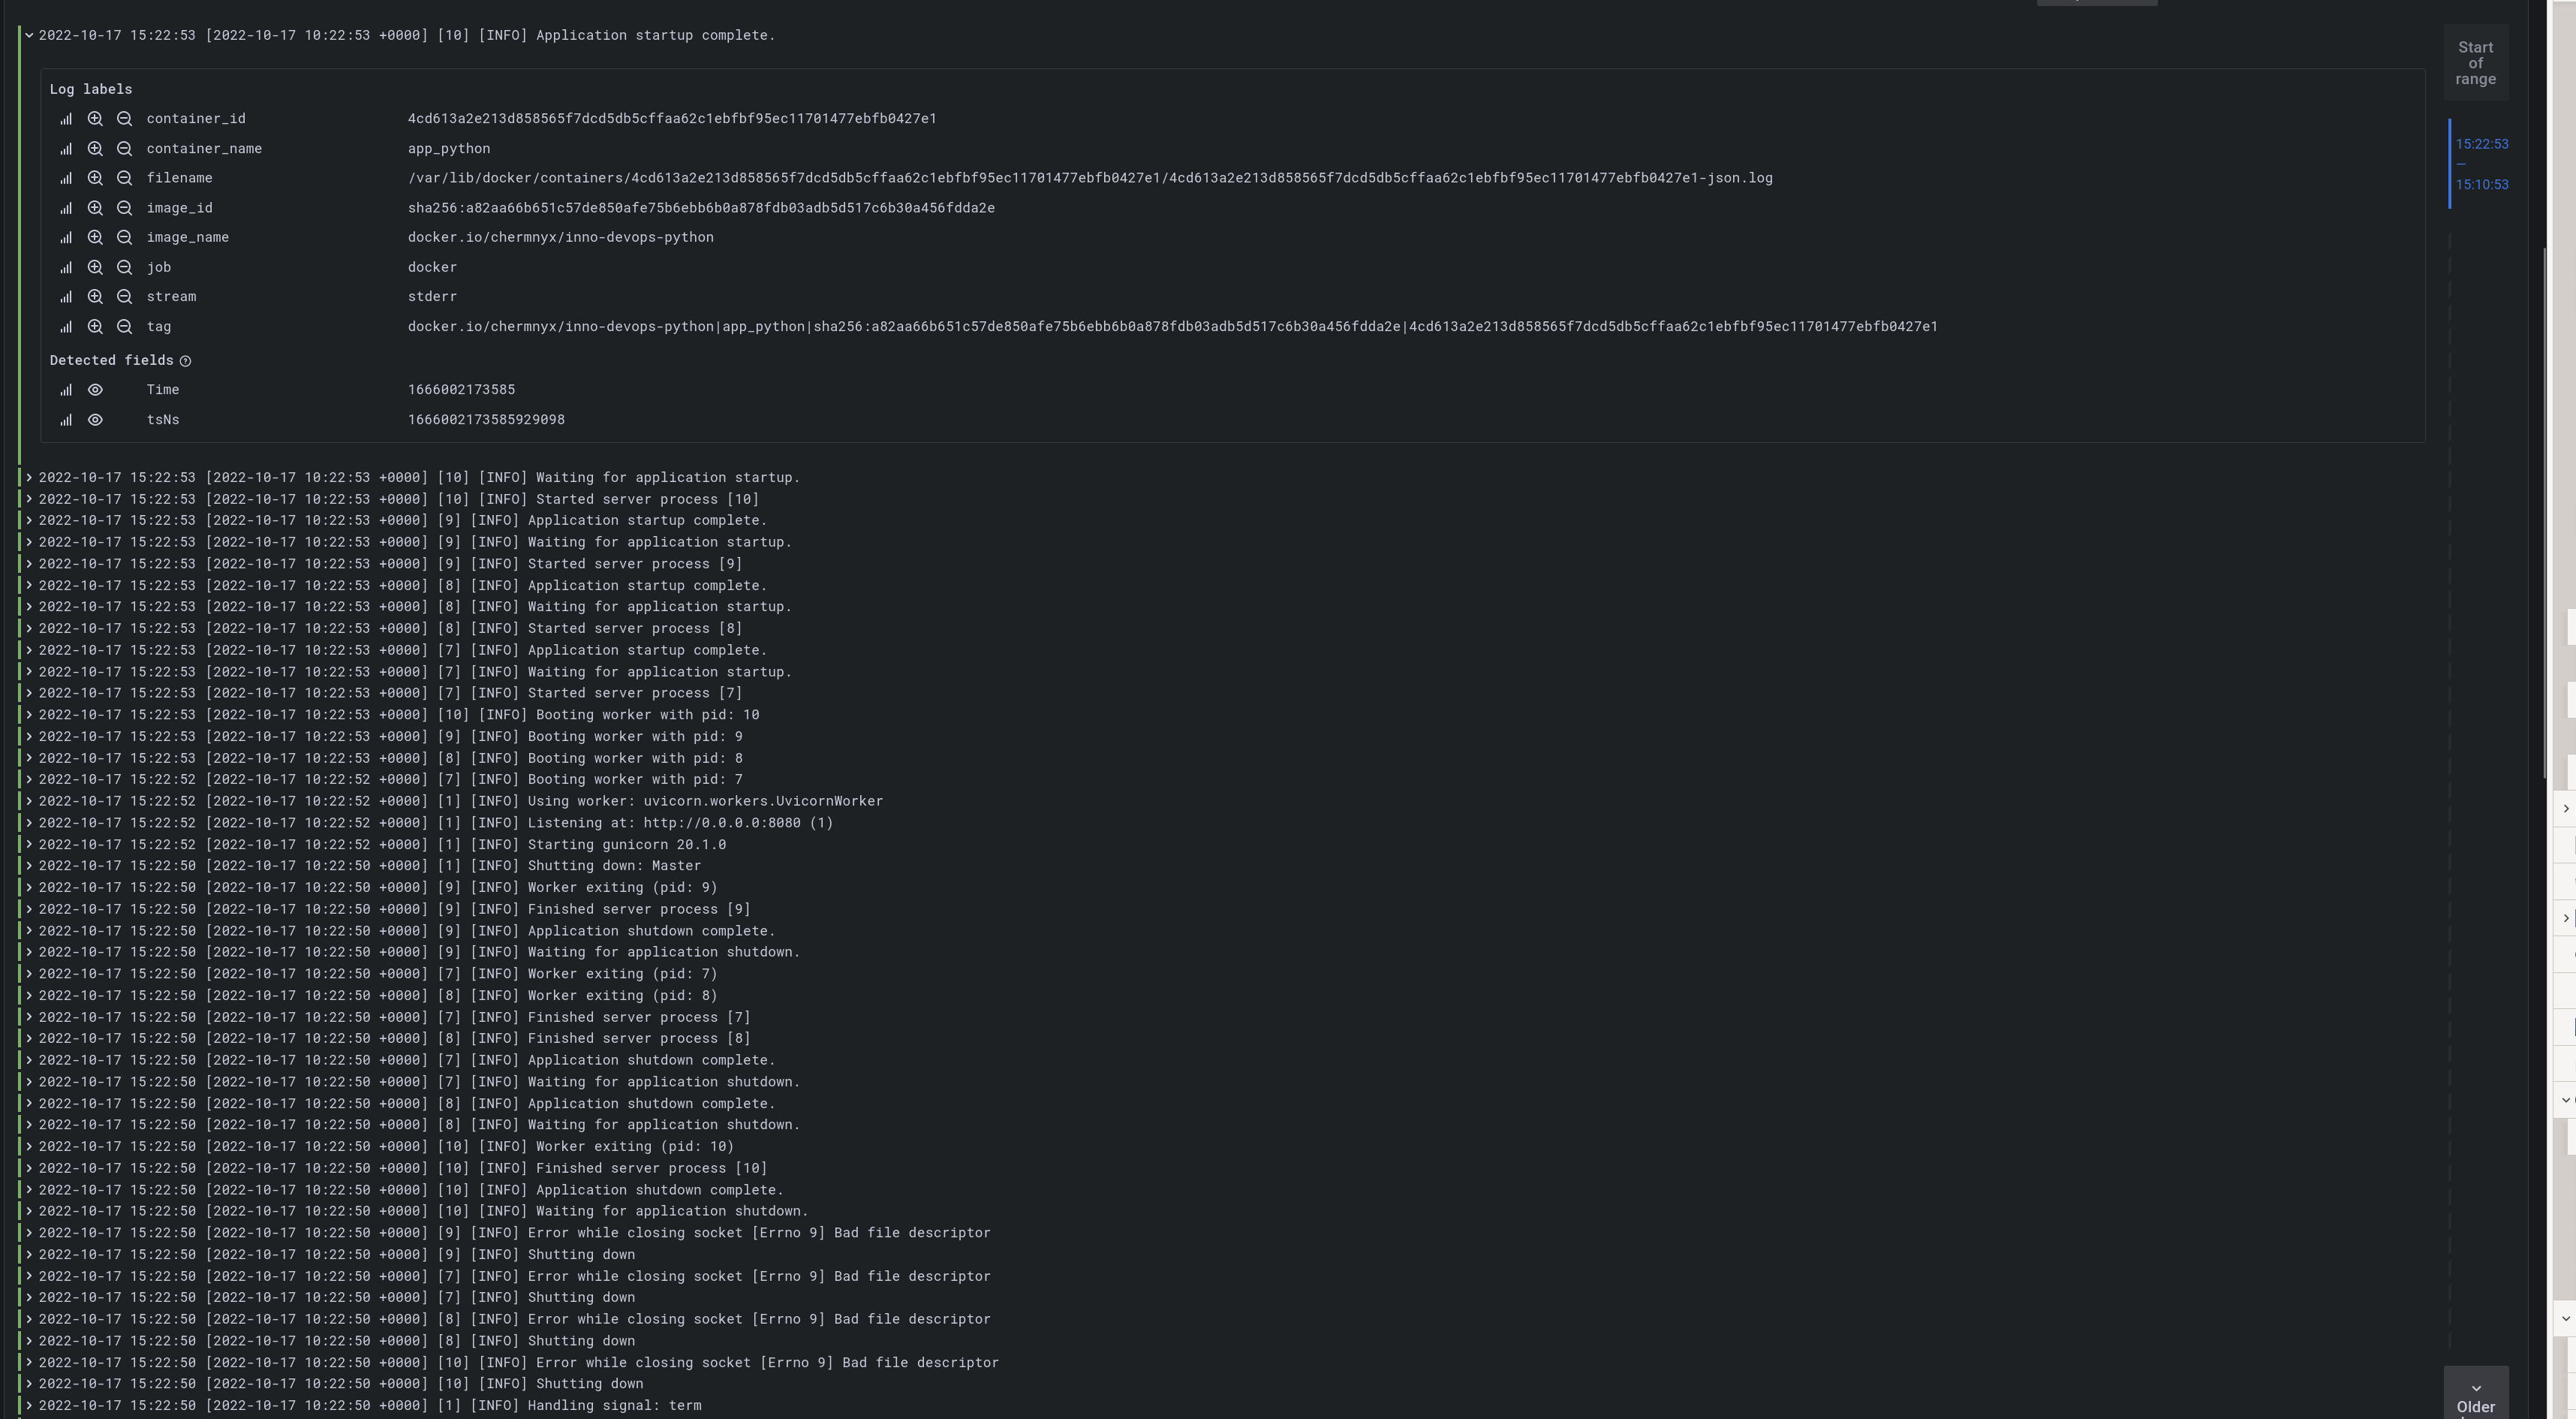 2022-10-17 15:22:53 [2022-10-17 10:22:53 +0000] [10] [INFO] Application startup complete.
Start
of
range
Log labels
container_id 4cd613a2e213d858565f7dcd5db5cffaa62c1ebfbf95ec11701477ebfb0427e1
15:22:53
—
15:10:53
container_name app_python
filename /var/lib/docker/containers/4cd613a2e213d858565f7dcd5db5cffaa62c1ebfbf95ec11701477ebfb0427e1/4cd613a2e213d858565f7dcd5db5cffaa62c1ebfbf95ec11701477ebfb0427e1-json.log
image_id sha256:a82aa66b651c57de850afe75b6ebb6b0a878fdb03adb5d517c6b30a456fdda2e
image_name docker.io/chermnyx/inno-devops-python
job docker
stream stderr
tag docker.io/chermnyx/inno-devops-python|app_python|sha256:a82aa66b651c57de850afe75b6ebb6b0a878fdb03adb5d517c6b30a456fdda2e|4cd613a2e213d858565f7dcd5db5cffaa62c1ebfbf95ec11701477ebfb0427e1
Detected fields
Time 1666002173585
tsNs 1666002173585929098
2022-10-17 15:22:53 [2022-10-17 10:22:53 +0000] [10] [INFO] Waiting for application startup.
2022-10-17 15:22:53 [2022-10-17 10:22:53 +0000] [10] [INFO] Started server process [10]
2022-10-17 15:22:53 [2022-10-17 10:22:53 +0000] [9] [INFO] Application startup complete.
2022-10-17 15:22:53 [2022-10-17 10:22:53 +0000] [9] [INFO] Waiting for application startup.
2022-10-17 15:22:53 [2022-10-17 10:22:53 +0000] [9] [INFO] Started server process [9]
2022-10-17 15:22:53 [2022-10-17 10:22:53 +0000] [8] [INFO] Application startup complete.
2022-10-17 15:22:53 [2022-10-17 10:22:53 +0000] [8] [INFO] Waiting for application startup.
2022-10-17 15:22:53 [2022-10-17 10:22:53 +0000] [8] [INFO] Started server process [8]
2022-10-17 15:22:53 [2022-10-17 10:22:53 +0000] [7] [INFO] Application startup complete.
2022-10-17 15:22:53 [2022-10-17 10:22:53 +0000] [7] [INFO] Waiting for application startup.
2022-10-17 15:22:53 [2022-10-17 10:22:53 +0000] [7] [INFO] Started server process [7]
2022-10-17 15:22:53 [2022-10-17 10:22:53 +0000] [10] [INFO] Booting worker with pid: 10
2022-10-17 15:22:53 [2022-10-17 10:22:53 +0000] [9] [INFO] Booting worker with pid: 9
2022-10-17 15:22:53 [2022-10-17 10:22:53 +0000] [8] [INFO] Booting worker with pid: 8
2022-10-17 15:22:52 [2022-10-17 10:22:52 +0000] [7] [INFO] Booting worker with pid: 7
2022-10-17 15:22:52 [2022-10-17 10:22:52 +0000] [1] [INFO] Using worker: uvicorn.workers.UvicornWorker
2022-10-17 15:22:52 [2022-10-17 10:22:52 +0000] [1] [INFO] Listening at: http://0.0.0.0:8080 (1)
2022-10-17 15:22:52 [2022-10-17 10:22:52 +0000] [1] [INFO] Starting gunicorn 20.1.0
2022-10-17 15:22:50 [2022-10-17 10:22:50 +0000] [1] [INFO] Shutting down: Master
2022-10-17 15:22:50 [2022-10-17 10:22:50 +0000] [9] [INFO] Worker exiting (pid: 9)
2022-10-17 15:22:50 [2022-10-17 10:22:50 +0000] [9] [INFO] Finished server process [9]
2022-10-17 15:22:50 [2022-10-17 10:22:50 +0000] [9] [INFO] Application shutdown complete.
2022-10-17 15:22:50 [2022-10-17 10:22:50 +0000] [9] [INFO] Waiting for application shutdown.
2022-10-17 15:22:50 [2022-10-17 10:22:50 +0000] [7] [INFO] Worker exiting (pid: 7)
2022-10-17 15:22:50 [2022-10-17 10:22:50 +0000] [8] [INFO] Worker exiting (pid: 8)
2022-10-17 15:22:50 [2022-10-17 10:22:50 +0000] [7] [INFO] Finished server process [7]
2022-10-17 15:22:50 [2022-10-17 10:22:50 +0000] [8] [INFO] Finished server process [8]
2022-10-17 15:22:50 [2022-10-17 10:22:50 +0000] [7] [INFO] Application shutdown complete.
2022-10-17 15:22:50 [2022-10-17 10:22:50 +0000] [7] [INFO] Waiting for application shutdown.
2022-10-17 15:22:50 [2022-10-17 10:22:50 +0000] [8] [INFO] Application shutdown complete.
2022-10-17 15:22:50 [2022-10-17 10:22:50 +0000] [8] [INFO] Waiting for application shutdown.
2022-10-17 15:22:50 [2022-10-17 10:22:50 +0000] [10] [INFO] Worker exiting (pid: 10)
2022-10-17 15:22:50 [2022-10-17 10:22:50 +0000] [10] [INFO] Finished server process [10]
2022-10-17 15:22:50 [2022-10-17 10:22:50 +0000] [10] [INFO] Application shutdown complete.
2022-10-17 15:22:50 [2022-10-17 10:22:50 +0000] [10] [INFO] Waiting for application shutdown.
2022-10-17 15:22:50 [2022-10-17 10:22:50 +0000] [9] [INFO] Error while closing socket [Errno 9] Bad file descriptor
2022-10-17 15:22:50 [2022-10-17 10:22:50 +0000] [9] [INFO] Shutting down
2022-10-17 15:22:50 [2022-10-17 10:22:50 +0000] [7] [INFO] Error while closing socket [Errno 9] Bad file descriptor
2022-10-17 15:22:50 [2022-10-17 10:22:50 +0000] [7] [INFO] Shutting down
2022-10-17 15:22:50 [2022-10-17 10:22:50 +0000] [8] [INFO] Error while closing socket [Errno 9] Bad file descriptor
2022-10-17 15:22:50 [2022-10-17 10:22:50 +0000] [8] [INFO] Shutting down
2022-10-17 15:22:50 [2022-10-17 10:22:50 +0000] [10] [INFO] Error while closing socket [Errno 9] Bad file descriptor
2022-10-17 15:22:50 [2022-10-17 10:22:50 +0000] [10] [INFO] Shutting down
2022-10-17 15:22:50 [2022-10-17 10:22:50 +0000] [1] [INFO] Handling signal: term
Older